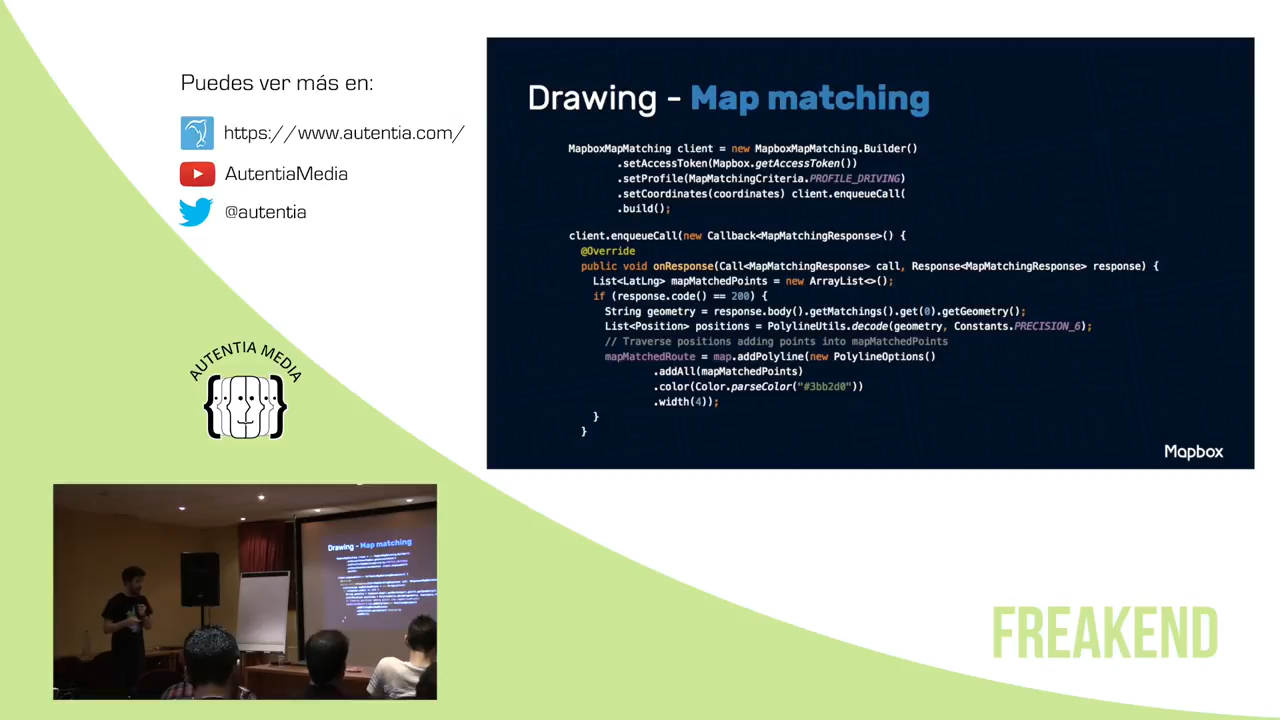 Puedes ver más en:
https://www.autentia.com/
AutentiaMedia
@autentia
AUTENTIA MEDIA
Drawing - Map matching
MapboxMapMatching client = new MapboxMapMatching.Builder()
.setAccessToken(Mapbox.getAccessToken())
.setProfile(MapMatchingCriteria.PROFILE_DRIVING)
.setCoordinates(coordinates) client.enqueueCall(
.build();
client.enqueueCall(new Callback<MapMatchingResponse>() {
@Override
public void onResponse(Call<MapMatchingResponse> call, Response<MapMatchingResponse> response) {
List<LatLng> mapMatchedPoints = new ArrayList<>();
if (response.code() == 200) {
String geometry = response.body().getMatchings().get(0).getGeometry();
List<Position> positions = PolylineUtils.decode(geometry, Constants.PRECISION_6);
// Traverse positions adding points into mapMatchedPoints
mapMatchedRoute = map.addPolyline(new PolylineOptions()
.addAll(mapMatchedPoints)
.color(Color.parseColor("#3bb2d0"))
.width(4));
}
}
Mapbox
Drawing - Map matching
FREAKEND